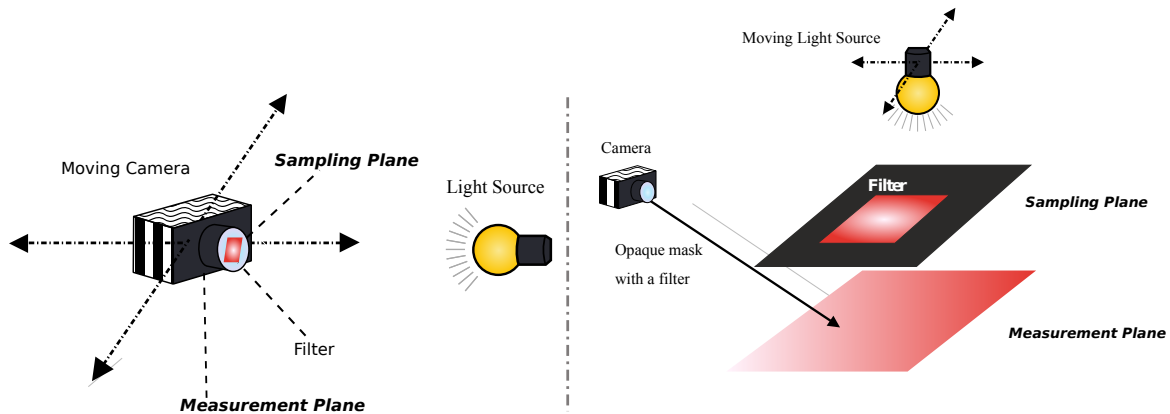 Moving Camera
Sampling Plane
Light Source
Filter
Measurement Plane
Moving Light Source
Camera
Filter
Sampling Plane
Opaque mask
with a filter
Measurement Plane